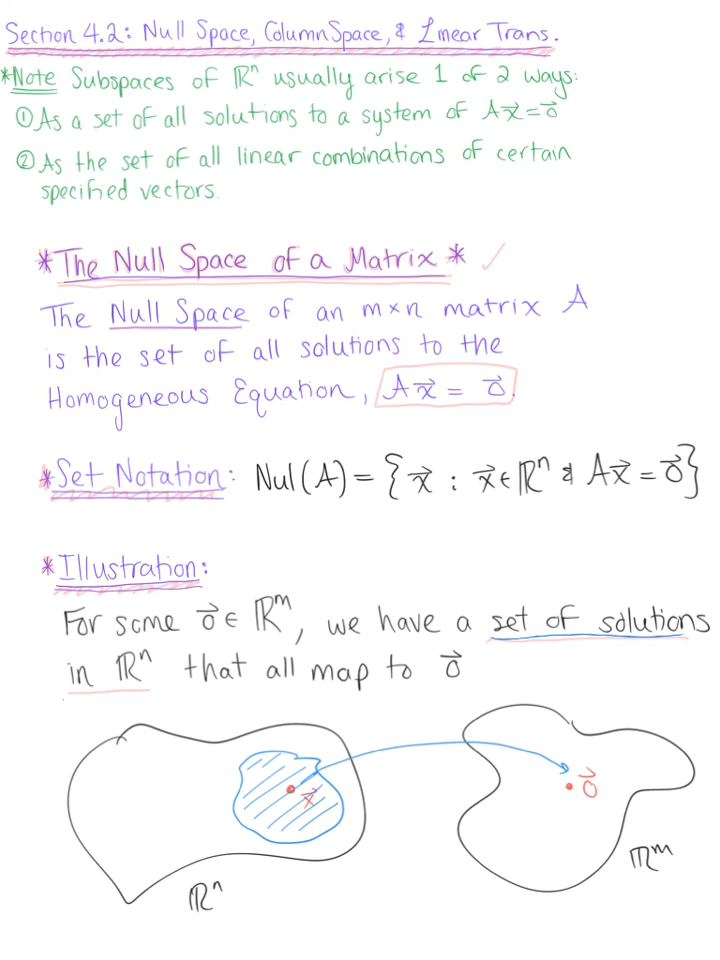 Section 4.2: Null Space, Column Space, & Linear Trans.
*Note Subspaces of ℝⁿ usually arise 1 of 2 ways:
① As a set of all solutions to a system of Ax⃗=0⃗
② As the set of all linear combinations of certain
specified vectors.
*The Null Space of a Matrix* ✓
The Null Space of an m×n matrix A
is the set of all solutions to the
Homogeneous Equation, Ax⃗ = 0⃗.
*Set Notation: Nul(A) = {x⃗ : x⃗ ∈ ℝⁿ & Ax⃗ = 0⃗}
*Illustration:
For some 0⃗ ∈ ℝᵐ, we have a set of solutions
in ℝⁿ that all map to 0⃗
x⃗
0⃗
ℝⁿ
ℝᵐ